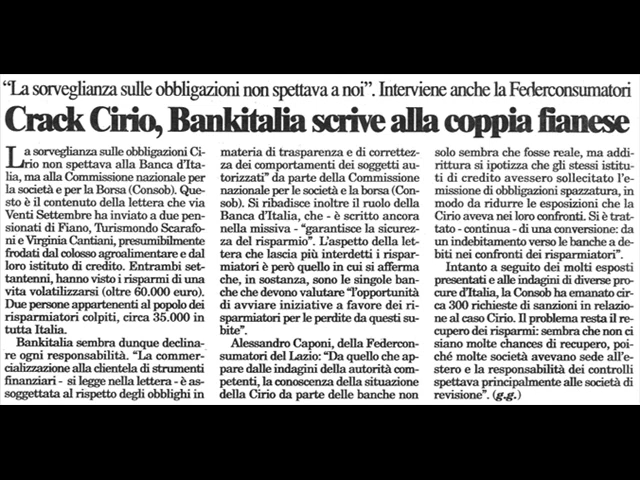 “La sorveglianza sulle obbligazioni non spettava a noi”. Interviene anche la Federconsumatori
Crack Cirio, Bankitalia scrive alla coppia fianese
La sorveglianza sulle obbligazioni Ci-
rio non spettava alla Banca d’Ita-
lia, ma alla Commissione nazionale per
la società e per la Borsa (Consob). Que-
sto è il contenuto della lettera che via
Venti Settembre ha inviato a due pen-
sionati di Fiano, Turismondo Scarafo-
ni e Virginia Cantiani, presumibilmente
frodati dal colosso agroalimentare e dal
loro istituto di credito. Entrambi set-
tantenni, hanno visto i risparmi di una
vita volatilizzarsi (oltre 60.000 euro).
Due persone appartenenti al popolo dei
risparmiatori colpiti, circa 35.000 in
tutta Italia.
Bankitalia sembra dunque declina-
re ogni responsabilità. “La commer-
cializzazione alla clientela di strumenti
finanziari - si legge nella lettera - è as-
soggettata al rispetto degli obblighi in
materia di trasparenza e di correttez-
za dei comportamenti dei soggetti auto-
rizzati” da parte della Commissione
nazionale per le società e la borsa (Con-
sob). Si ribadisce inoltre il ruolo della
Banca d’Italia, che - è scritto ancora
nella missiva - “garantisce la sicurez-
za del risparmio”. L’aspetto della lette-
ra che lascia più interdetti i rispar-
miatori è però quello in cui si afferma
che, in sostanza, sono le singole ban-
che che devono valutare “l’opportunità
di avviare iniziative a favore dei ri-
sparmiatori per le perdite da questi su-
bite”.
Alessandro Caponi, della Federcon-
sumatori del Lazio: “Da quello che ap-
pare dalle indagini della autorità com-
petenti, la conoscenza della situazione
della Cirio da parte delle banche non
solo sembra che fosse reale, ma addi-
rittura si ipotizza che gli stessi istitu-
ti di credito avessero sollecitato l’e-
missione di obbligazioni spazzatura, in
modo da ridurre le esposizioni che la
Cirio aveva nei loro confronti. Si è trat-
tato - continua - di una conversione: da
un indebitamento verso le banche a de-
biti nei confronti dei risparmiatori”.
Intanto a seguito dei molti esposti
presentati e alle indagini di diverse pro-
cure d’Italia, la Consob ha emanato cir-
ca 300 richieste di sanzioni in relazio-
ne al caso Cirio. Il problema resta il re-
cupero dei risparmi: sembra che non ci
siano molte chances di recupero, poi-
ché molte società avevano sede all’e-
stero e la responsabilità dei controlli
spettava principalmente alle società di
revisione”. (g.g.)